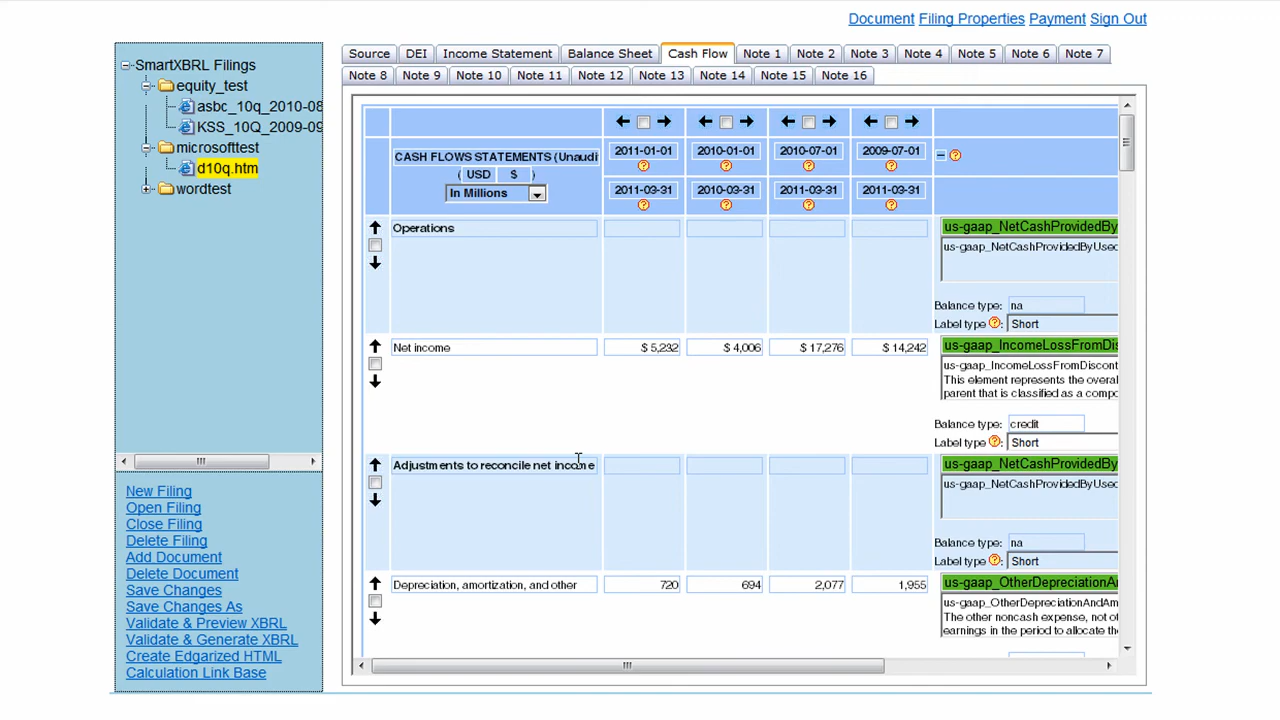 Document Filing Properties Payment Sign Out
SmartXBRL Filings
equity_test
asbc_10q_2010-08
KSS_10Q_2009-09
microsofttest
d10q.htm
wordtest
New Filing
Open Filing
Close Filing
Delete Filing
Add Document
Delete Document
Save Changes
Save Changes As
Validate & Preview XBRL
Validate & Generate XBRL
Create Edgarized HTML
Calculation Link Base
Source DEI Income Statement Balance Sheet Cash Flow Note 1 Note 2 Note 3 Note 4 Note 5 Note 6 Note 7
Note 8 Note 9 Note 10 Note 11 Note 12 Note 13 Note 14 Note 15 Note 16
CASH FLOWS STATEMENTS (Unaudi
( USD $ )
In Millions
2011-01-01 2010-01-01 2010-07-01 2009-07-01
2011-03-31 2010-03-31 2011-03-31 2011-03-31
Operations
us-gaap_NetCashProvidedBy
us-gaap_NetCashProvidedByUsed
Balance type: na
Label type ?: Short
Net income $ 5,232 $ 4,006 $ 17,276 $ 14,242
us-gaap_IncomeLossFromDis
us-gaap_IncomeLossFromDiscont
This element represents the overal
parent that is classified as a compo
Balance type: credit
Label type ?: Short
Adjustments to reconcile net income
us-gaap_NetCashProvidedBy
us-gaap_NetCashProvidedByUsed
Balance type: na
Label type ?: Short
Depreciation, amortization, and other 720 694 2,077 1,955
us-gaap_OtherDepreciationAn
us-gaap_OtherDepreciationAndAm
The other noncash expense, not ot
earnings in the period to allocate the